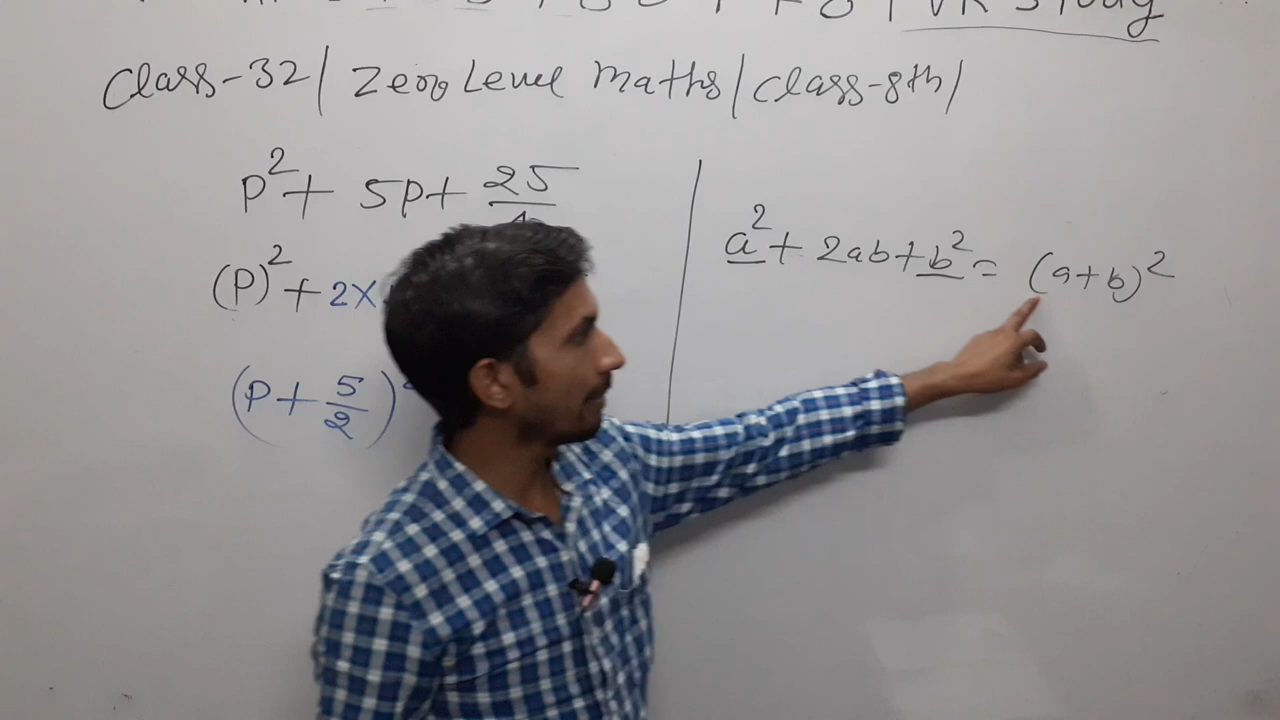 VK Study
Class-32/ Zero Level Maths/Class-8th/
p² + 5p + 25/4
(p)² + 2×
(p + 5/2)²
a² + 2ab + b² = (a+b)²